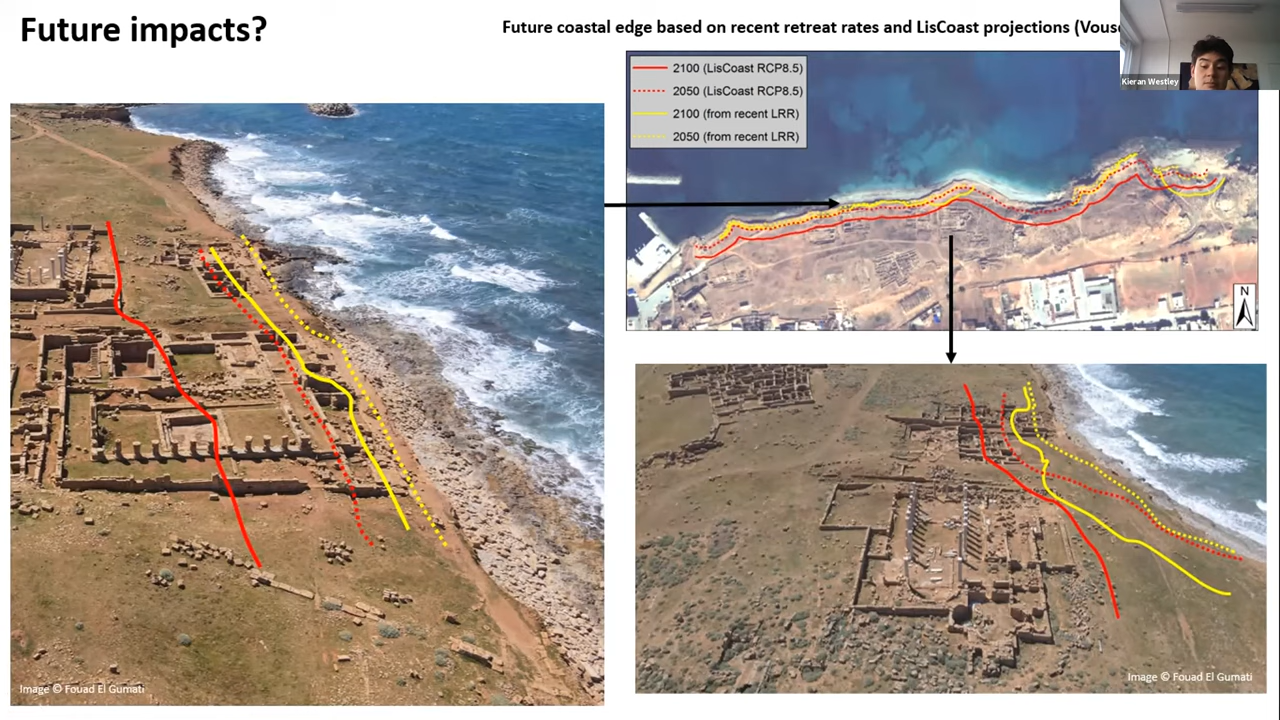 Future impacts?
Future coastal edge based on recent retreat rates and LisCoast projections
Kieran Westley
2100 (LisCoast RCP8.5)
2050 (LisCoast RCP8.5)
2100 (from recent LRR)
2050 (from recent LRR)
N
Image © Fouad El Gumati
Image © Fouad El Gumati